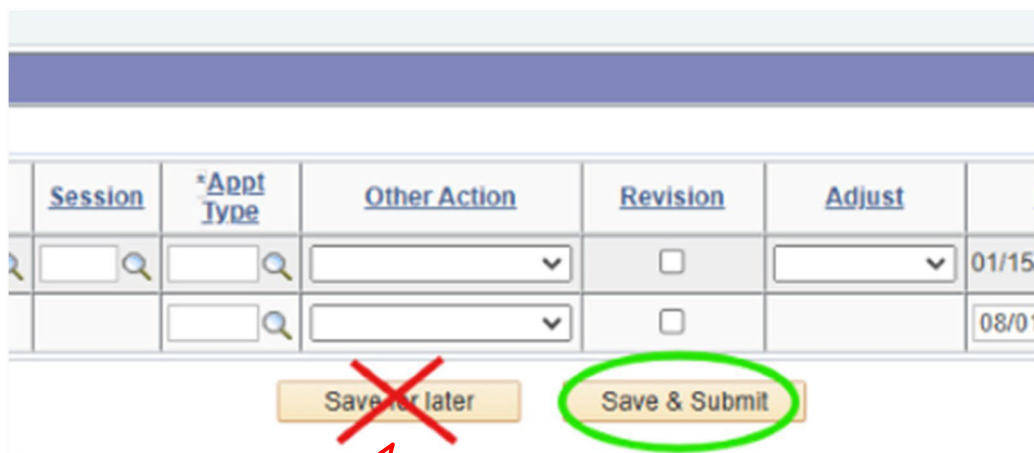 Session *Appt Type Other Action Revision Adjust
01/15
08/01
Save for later Save & Submit